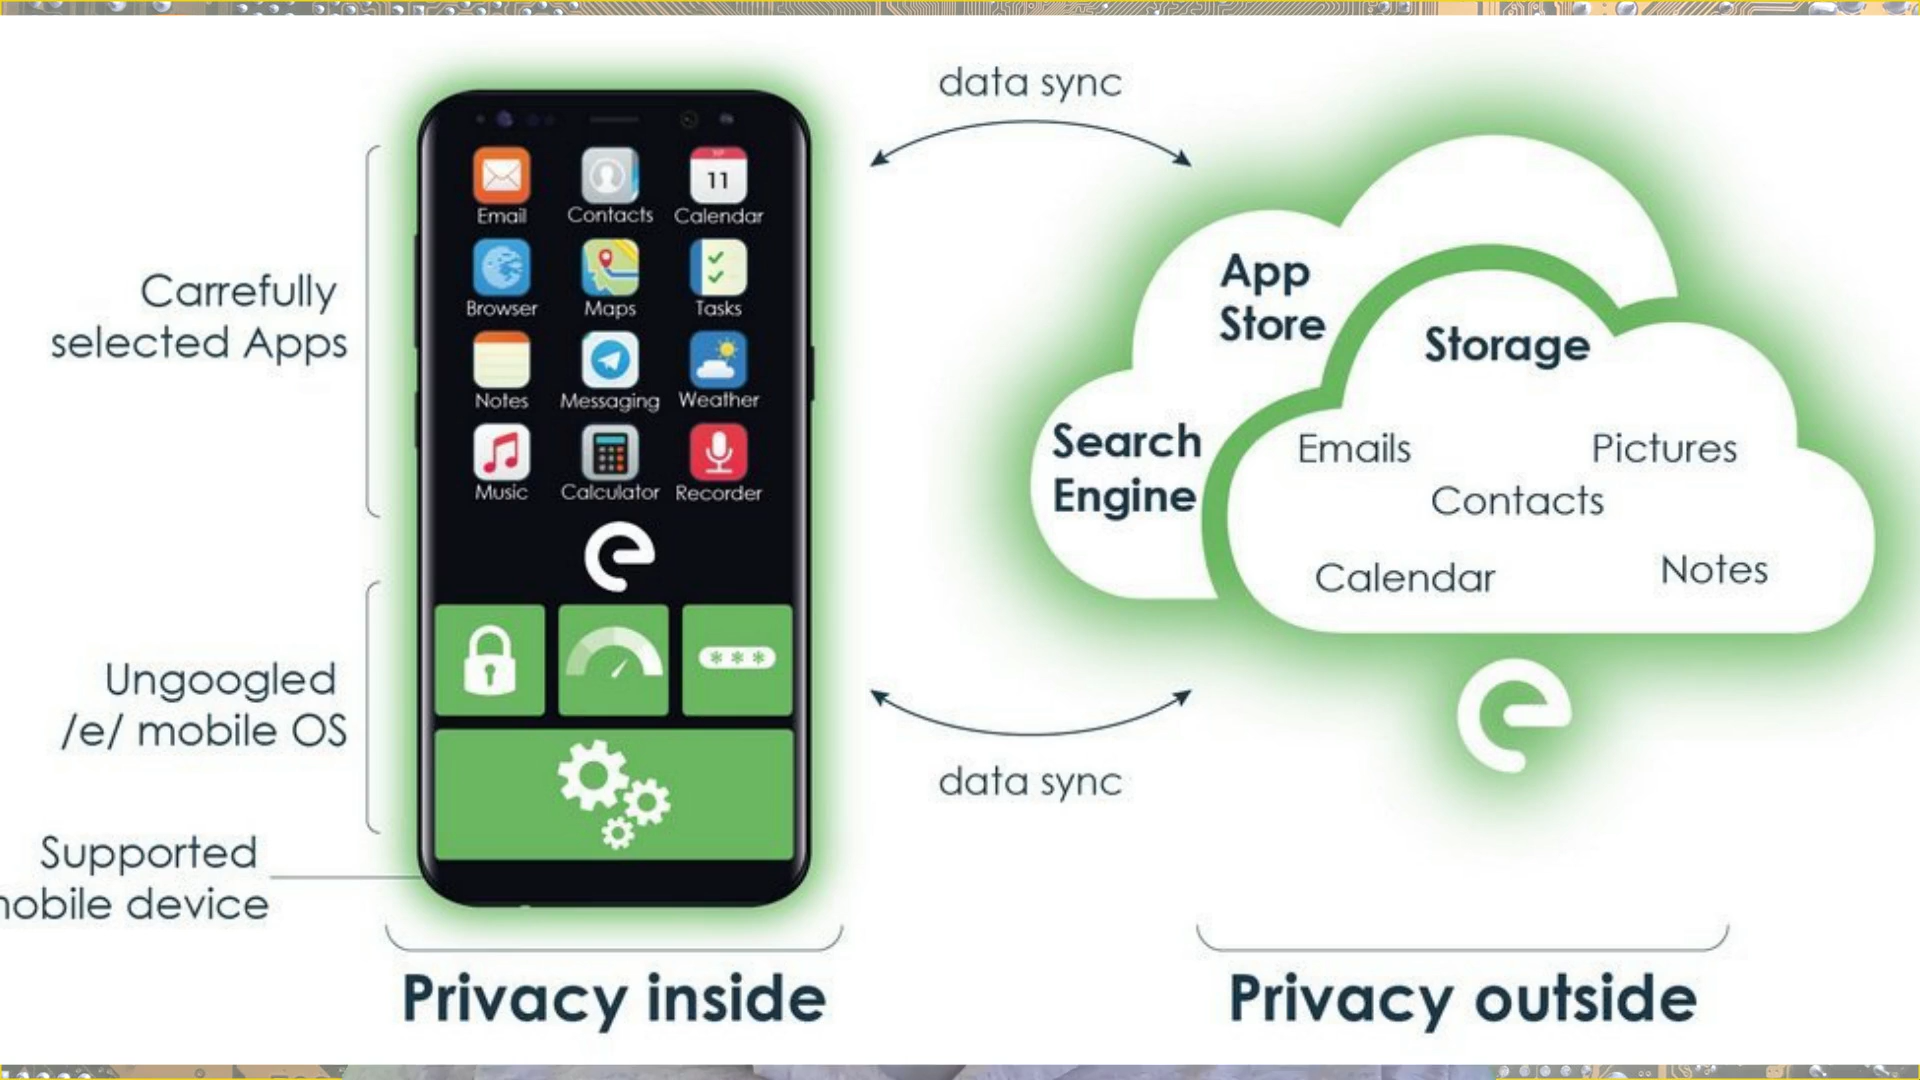 data sync
Carrefully
selected Apps
11
Email
Contacts
Calendar
Browser
Maps
Tasks
Notes
Messaging
Weather
Music
Calculator
Recorder
e
Ungoogled
/e/ mobile OS
***
Supported
mobile device
Privacy inside
App
Store
Search
Engine
Storage
Emails
Pictures
Contacts
Calendar
Notes
e
data sync
Privacy outside